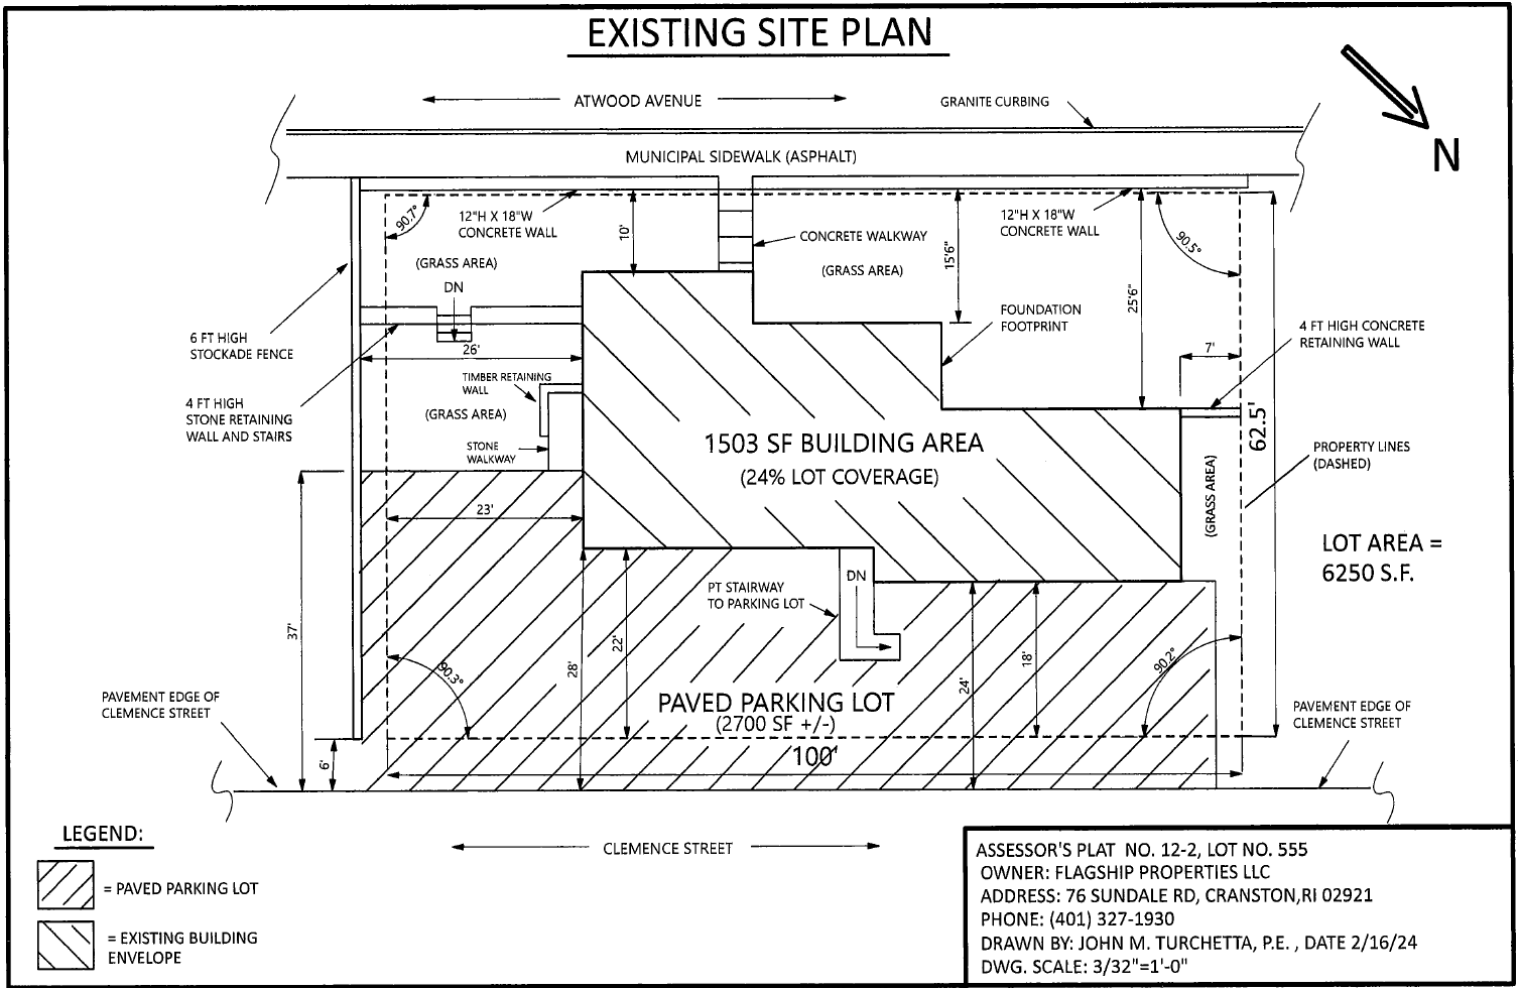 EXISTING SITE PLAN
ATWOOD AVENUE
GRANITE CURBING
N
MUNICIPAL SIDEWALK (ASPHALT)
90.7°
12"H X 18"W
CONCRETE WALL
10'
CONCRETE WALKWAY
(GRASS AREA)
15'6"
12"H X 18"W
CONCRETE WALL
90.5°
(GRASS AREA)
DN
25'6"
FOUNDATION
FOOTPRINT
6 FT HIGH
STOCKADE FENCE
26'
7'
4 FT HIGH CONCRETE
RETAINING WALL
TIMBER RETAINING
WALL
4 FT HIGH
STONE RETAINING
WALL AND STAIRS
(GRASS AREA)
STONE
WALKWAY
1503 SF BUILDING AREA
(24% LOT COVERAGE)
62.5'
PROPERTY LINES
(DASHED)
(GRASS AREA)
23'
LOT AREA =
6250 S.F.
DN
PT STAIRWAY
TO PARKING LOT
37'
22'
28'
18'
24'
90.3°
90.2°
PAVED PARKING LOT
(2700 SF +/-)
100'
PAVEMENT EDGE OF
CLEMENCE STREET
PAVEMENT EDGE OF
CLEMENCE STREET
6'
CLEMENCE STREET
LEGEND:
= PAVED PARKING LOT
= EXISTING BUILDING
ENVELOPE
ASSESSOR'S PLAT NO. 12-2, LOT NO. 555
OWNER: FLAGSHIP PROPERTIES LLC
ADDRESS: 76 SUNDALE RD, CRANSTON,RI 02921
PHONE: (401) 327-1930
DRAWN BY: JOHN M. TURCHETTA, P.E. , DATE 2/16/24
DWG. SCALE: 3/32"=1'-0"